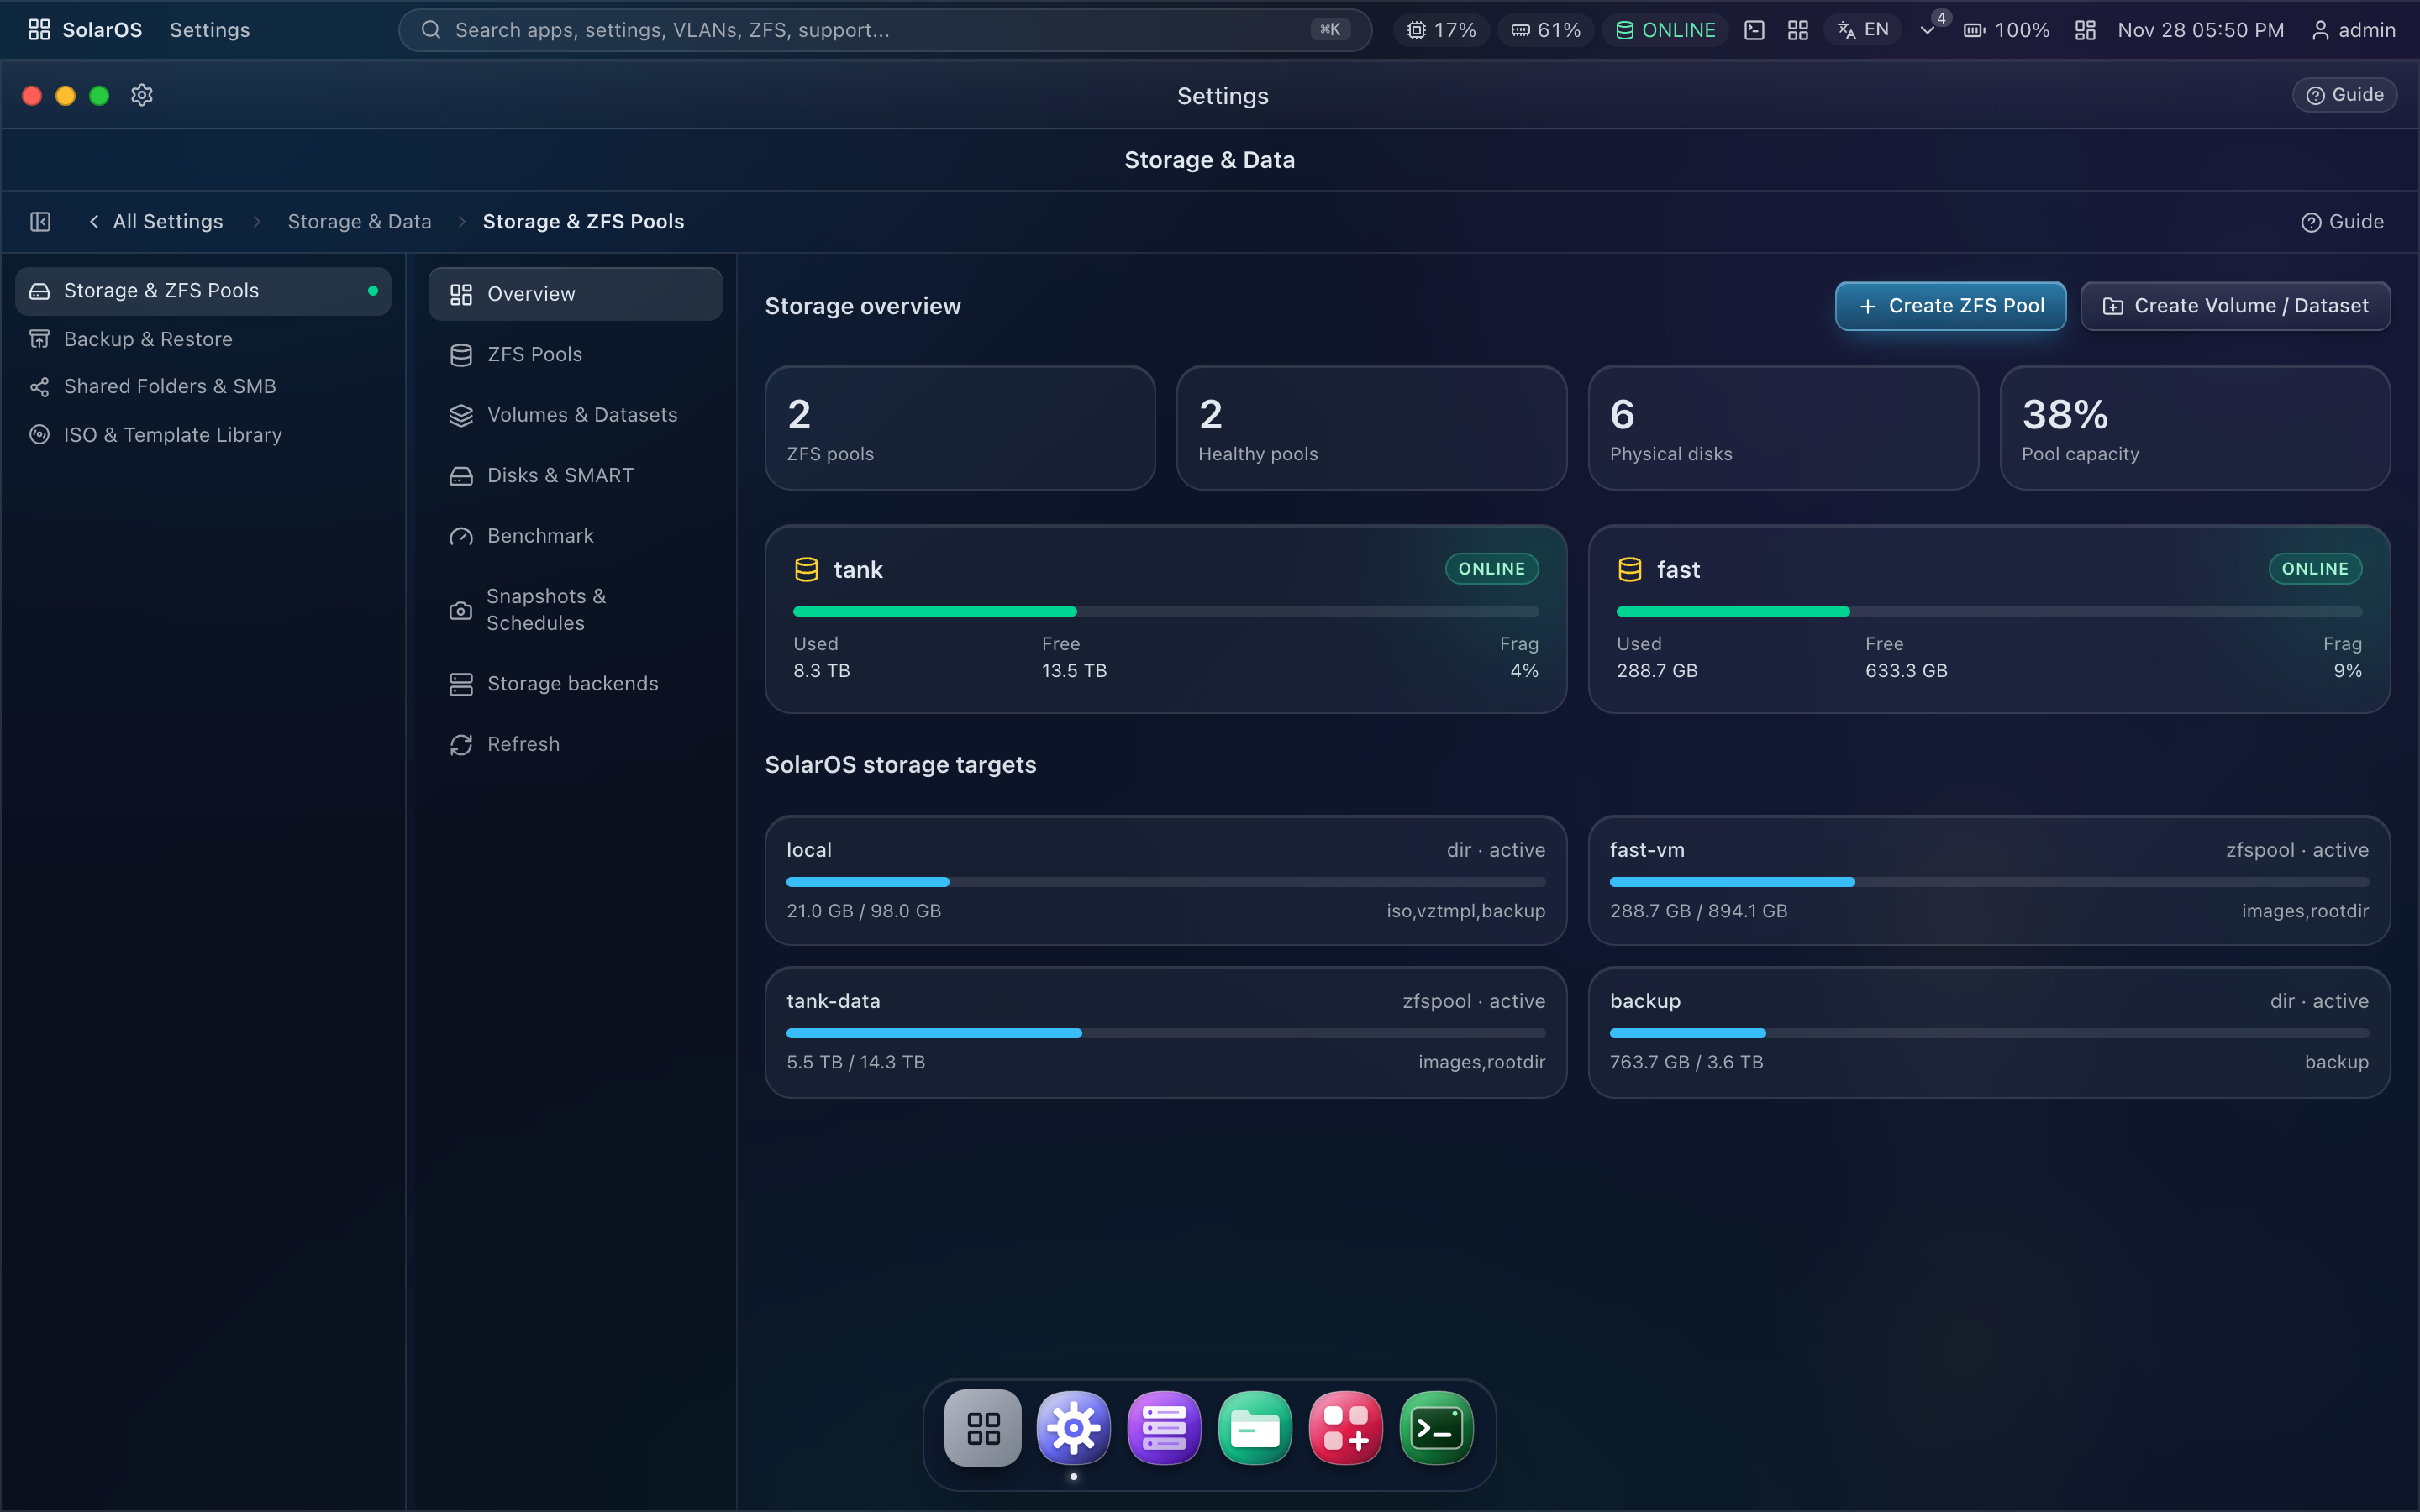 SolarOS Settings Search apps, settings, VLANs, ZFS, support... ⌘K 17% 61% ONLINE EN 4 100% Nov 28 05:50 PM admin
Settings Guide
Storage & Data
All Settings Storage & Data Storage & ZFS Pools Guide
Storage & ZFS Pools
Backup & Restore
Shared Folders & SMB
ISO & Template Library
Overview
ZFS Pools
Volumes & Datasets
Disks & SMART
Benchmark
Snapshots &
Schedules
Storage backends
Refresh
Storage overview Create ZFS Pool Create Volume / Dataset
2
ZFS pools
2
Healthy pools
6
Physical disks
38%
Pool capacity
tank ONLINE
Used Free Frag
8.3 TB 13.5 TB 4%
fast ONLINE
Used Free Frag
288.7 GB 633.3 GB 9%
SolarOS storage targets
local dir · active
21.0 GB / 98.0 GB iso,vztmpl,backup
fast-vm zfspool · active
288.7 GB / 894.1 GB images,rootdir
tank-data zfspool · active
5.5 TB / 14.3 TB images,rootdir
backup dir · active
763.7 GB / 3.6 TB backup